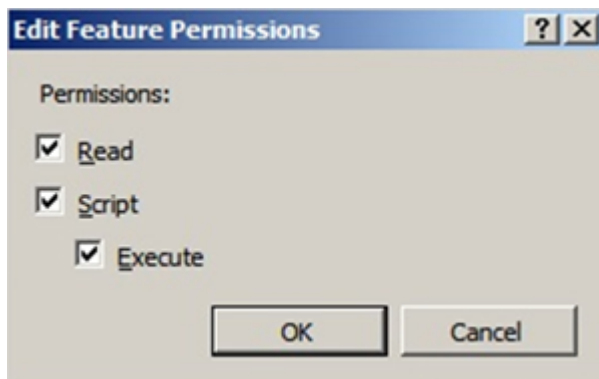 Edit Feature Permissions
Permissions:
Read
Script
Execute
OK Cancel